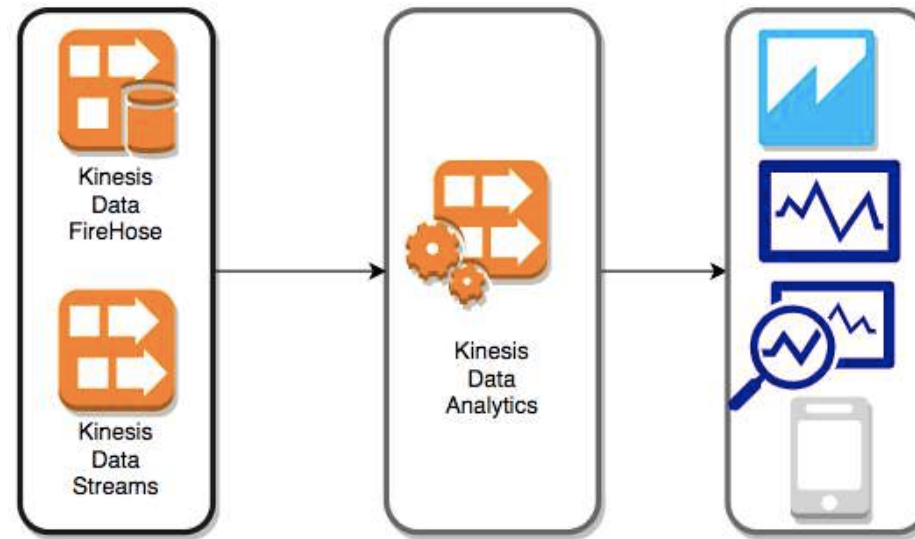 Kinesis
Data
FireHose
Kinesis
Data
Streams
Kinesis
Data
Analytics